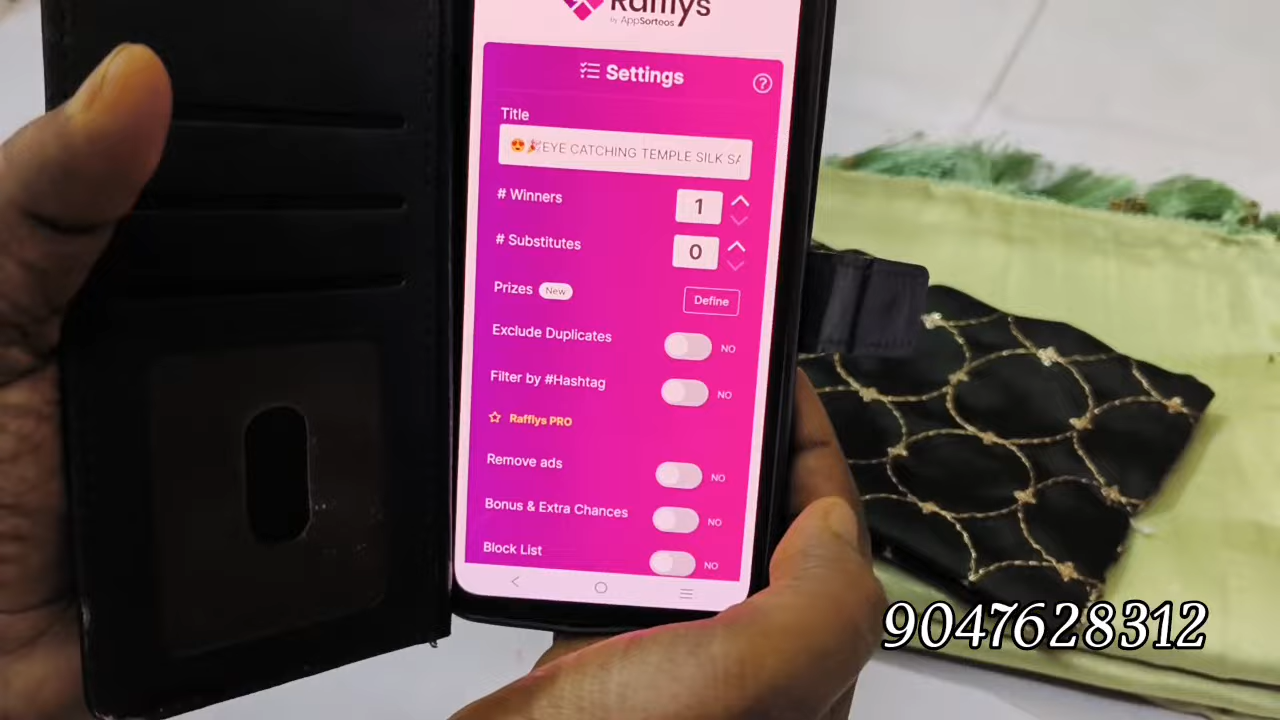 Rafflys
by AppSorteos
Settings
Title
😍🎉EYE CATCHING TEMPLE SILK SA
# Winners 1
# Substitutes 0
Prizes New Define
Exclude Duplicates NO
Filter by #Hashtag NO
Rafflys PRO
Remove ads NO
Bonus & Extra Chances NO
Block List NO
9047628312